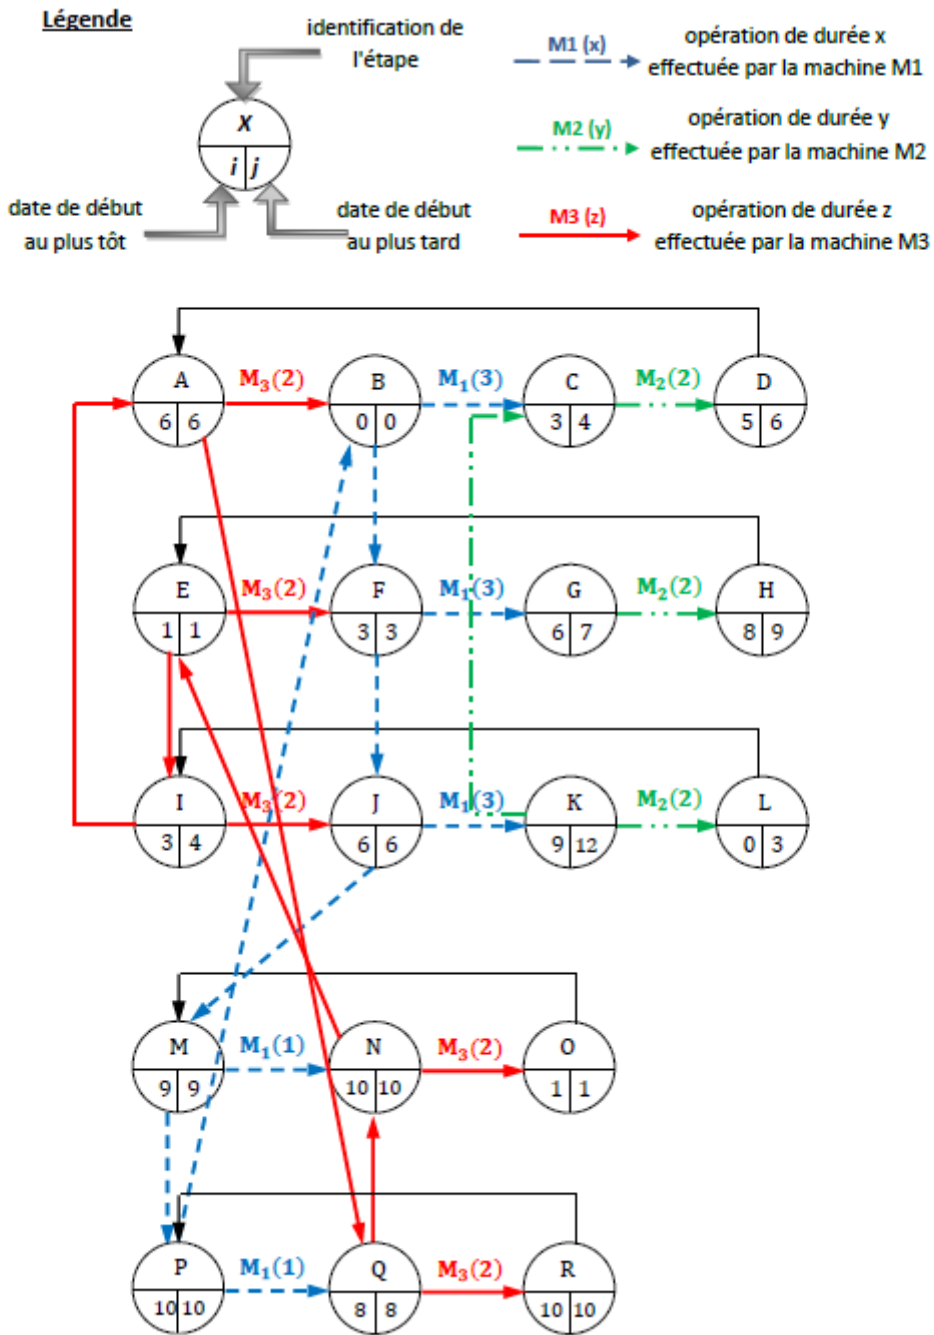 Légende
identification de
l'étape
X
i j
date de début
au plus tôt
date de début
au plus tard
M1 (x)
opération de durée x
effectuée par la machine M1
M2 (y)
opération de durée y
effectuée par la machine M2
M3 (z)
opération de durée z
effectuée par la machine M3
A M₃(2) B M₁(3) C M₂(2) D
6 6 0 0 3 4 5 6
E M₃(2) F M₁(3) G M₂(2) H
1 1 3 3 6 7 8 9
I M₃(2) J M₁(3) K M₂(2) L
3 4 6 6 9 12 0 3
M M₁(1) N M₃(2) O
9 9 10 10 1 1
P M₁(1) Q M₃(2) R
10 10 8 8 10 10